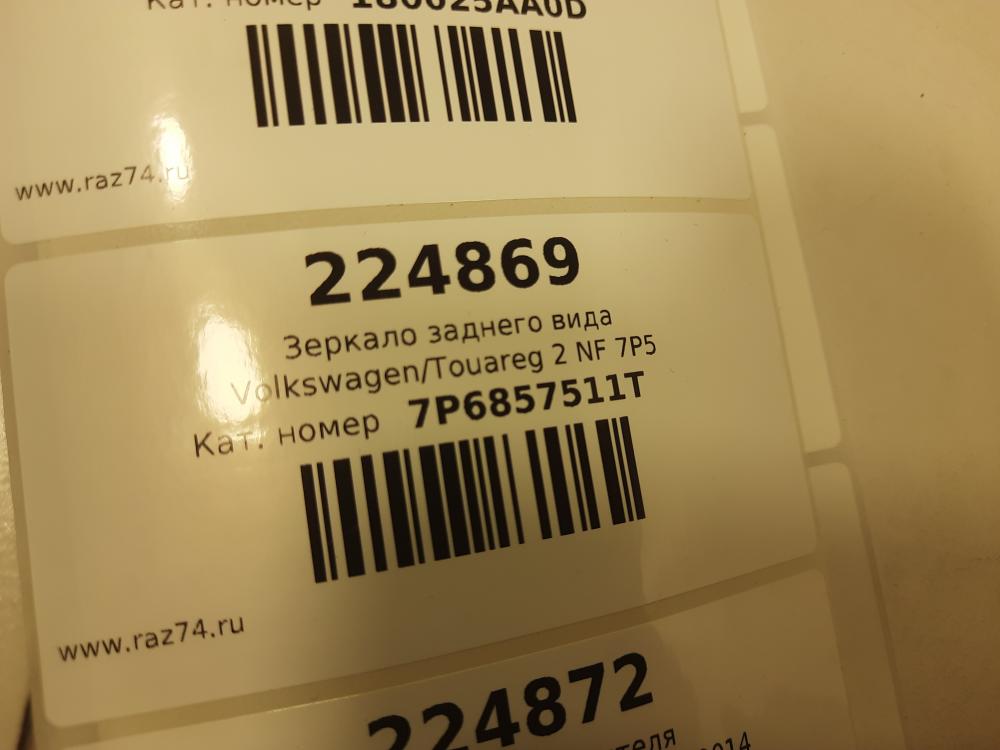 Кат. номер 180025AA0D
www.raz74.ru
224869
Зеркало заднего вида
Volkswagen/Touareg 2 NF 7P5
Кат. номер 7P6857511T
www.raz74.ru
224872
2014